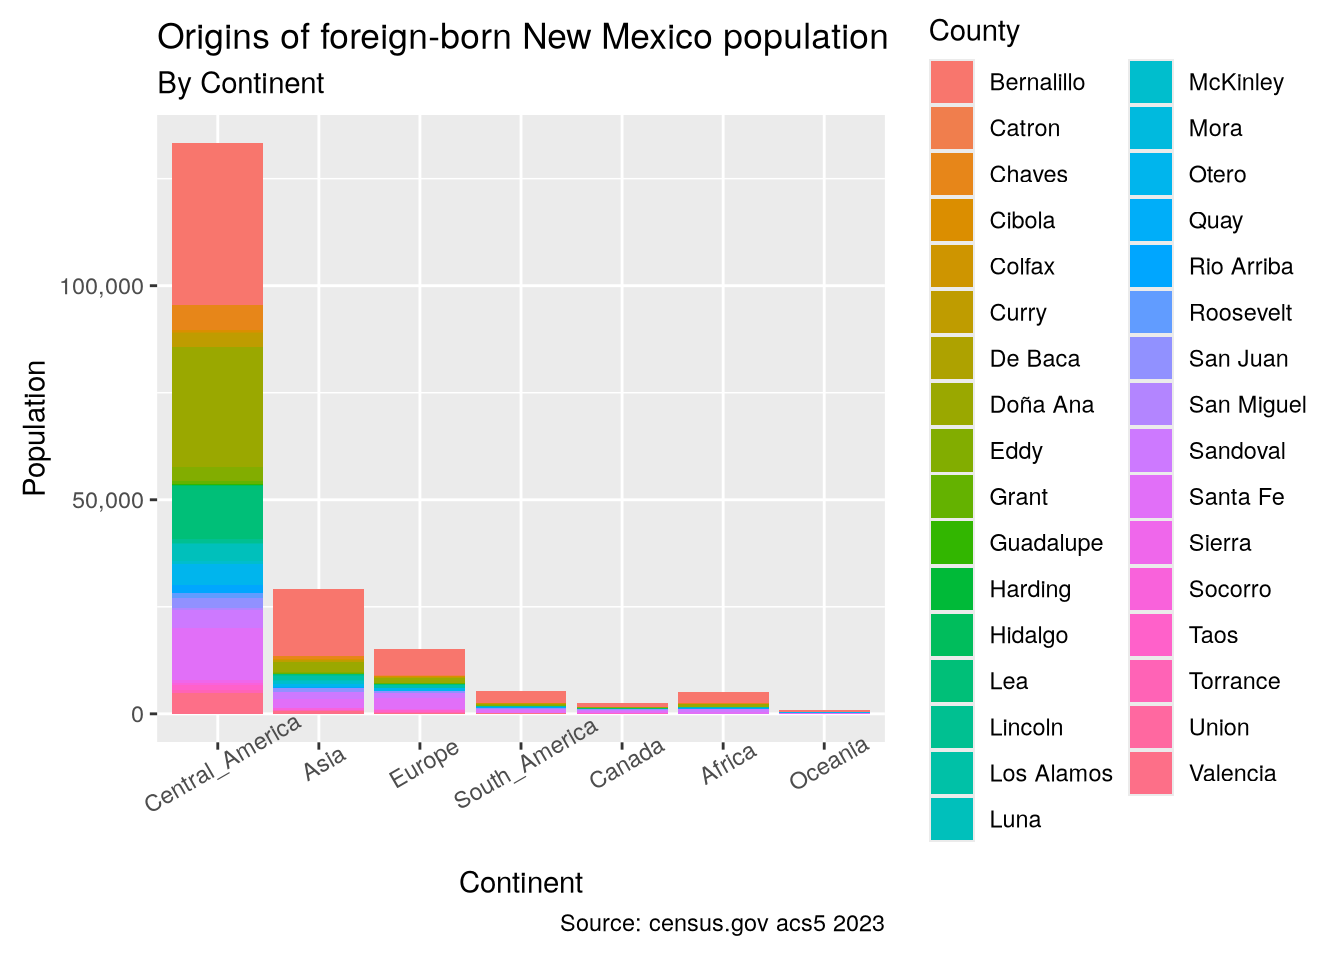 Origins of foreign-born New Mexico population
By Continent
Population
100,000
50,000
0
Central_America
Asia
Europe
South_America
Canada
Africa
Oceania
Continent
Source: census.gov acs5 2023
County
Bernalillo
Catron
Chaves
Cibola
Colfax
Curry
De Baca
Doña Ana
Eddy
Grant
Guadalupe
Harding
Hidalgo
Lea
Lincoln
Los Alamos
Luna
McKinley
Mora
Otero
Quay
Rio Arriba
Roosevelt
San Juan
San Miguel
Sandoval
Santa Fe
Sierra
Socorro
Taos
Torrance
Union
Valencia